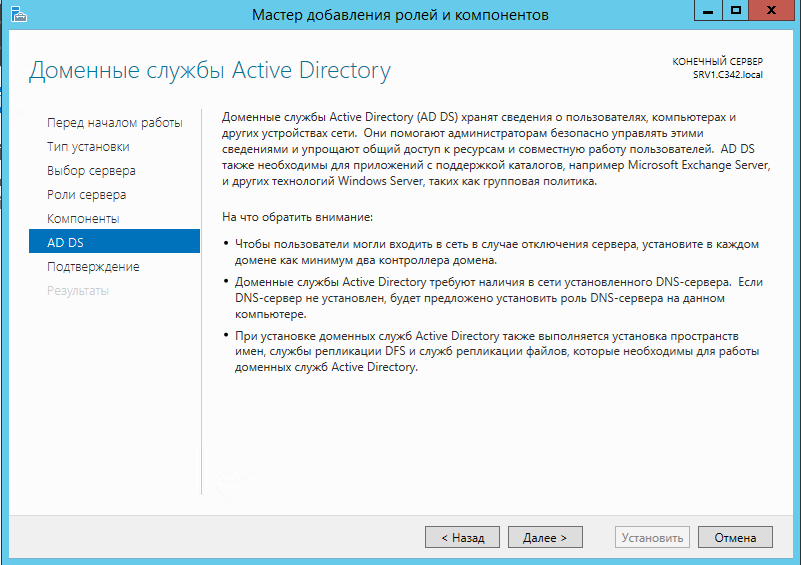 Мастер добавления ролей и компонентов
Доменные службы Active Directory
КОНЕЧНЫЙ СЕРВЕР
SRV1.C342.local
Перед началом работы
Тип установки
Выбор сервера
Роли сервера
Компоненты
AD DS
Подтверждение
Результаты
Доменные службы Active Directory (AD DS) хранят сведения о пользователях, компьютерах и
других устройствах сети. Они помогают администраторам безопасно управлять этими
сведениями и упрощают общий доступ к ресурсам и совместную работу пользователей. AD DS
также необходимы для приложений с поддержкой каталогов, например Microsoft Exchange Server,
и других технологий Windows Server, таких как групповая политика.
На что обратить внимание:
• Чтобы пользователи могли входить в сеть в случае отключения сервера, установите в каждом
домене как минимум два контроллера домена.
• Доменные службы Active Directory требуют наличия в сети установленного DNS-сервера. Если
DNS-сервер не установлен, будет предложено установить роль DNS-сервера на данном
компьютере.
• При установке доменных служб Active Directory также выполняется установка пространств
имен, службы репликации DFS и служб репликации файлов, которые необходимы для работы
доменных служб Active Directory.
< Назад
Далее >
Установить
Отмена